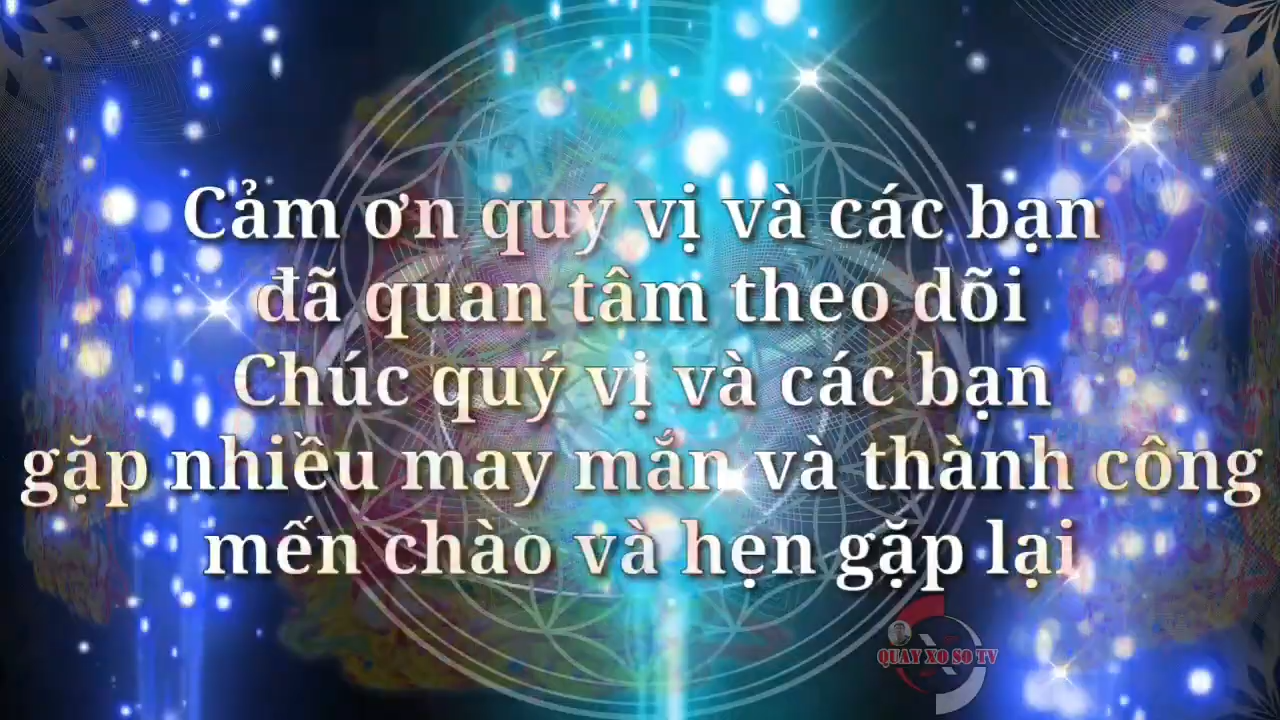 Cảm ơn quý vị và các bạn
đã quan tâm theo dõi
Chúc quý vị và các bạn
gặp nhiều may mắn và thành công
mến chào và hẹn gặp lại
QUAY XO SO TV